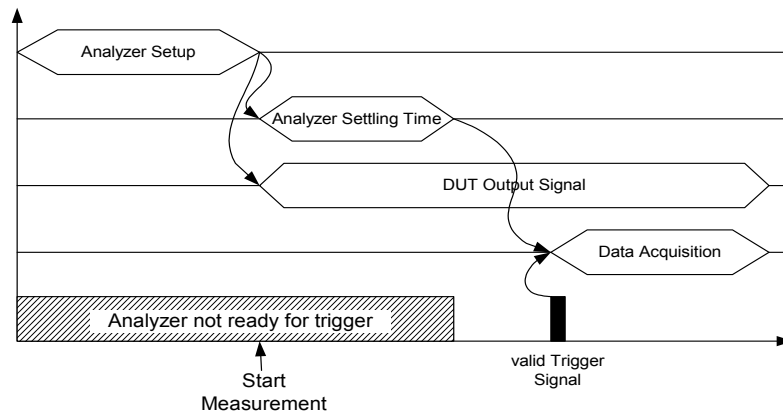 Analyzer Setup
Analyzer Settling Time
DUT Output Signal
Data Acquisition
Analyzer not ready for trigger
valid Trigger
Signal
Start
Measurement